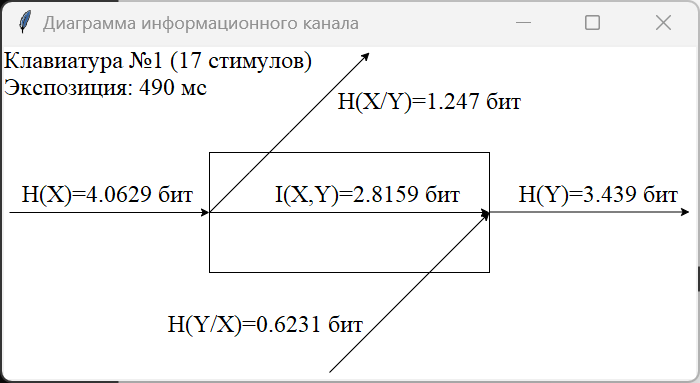 Диаграмма информационного канала
Клавиатура №1 (17 стимулов)
Экспозиция: 490 мс
H(X/Y)=1.247 бит
H(X)=4.0629 бит
I(X,Y)=2.8159 бит
H(Y)=3.439 бит
H(Y/X)=0.6231 бит